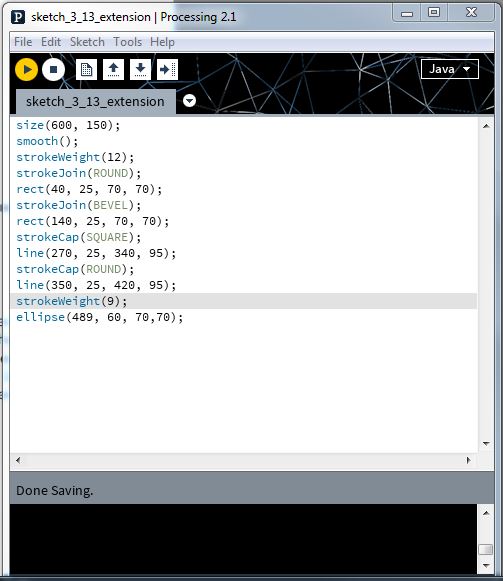 P sketch_3_13_extension | Processing 2.1
File Edit Sketch Tools Help
Java
sketch_3_13_extension
size(600, 150);
smooth();
strokeWeight(12);
strokeJoin(ROUND);
rect(40, 25, 70, 70);
strokeJoin(BEVEL);
rect(140, 25, 70, 70);
strokeCap(SQUARE);
line(270, 25, 340, 95);
strokeCap(ROUND);
line(350, 25, 420, 95);
strokeWeight(9);
ellipse(489, 60, 70,70);
Done Saving.